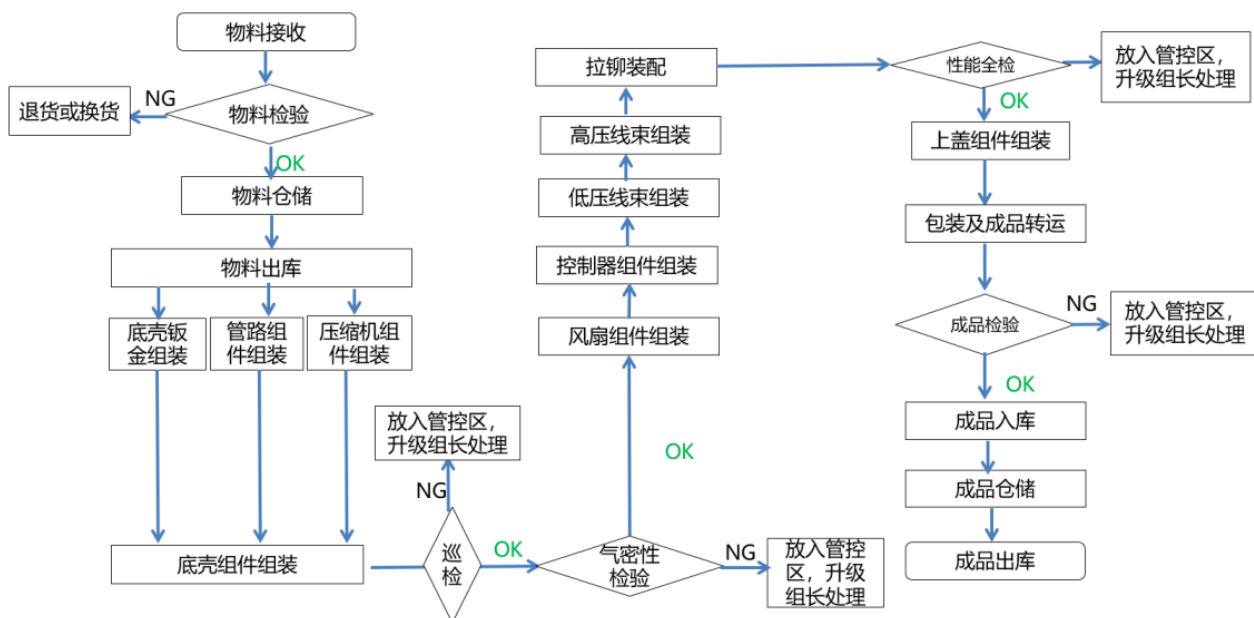 物料接收
NG
退货或换货
物料检验
OK
物料仓储
物料出库
底壳钣
金组装
管路组
件组装
压缩机组
件组装
底壳组件组装
放入管控区，
升级组长处理
NG
巡
检
OK
气密性
检验
NG
放入管控
区，升级
组长处理
OK
风扇组件组装
控制器组件组装
低压线束组装
高压线束组装
拉铆装配
性能全检
放入管控区，
升级组长处理
OK
上盖组件组装
包装及成品转运
成品检验
NG
放入管控区，
升级组长处理
OK
成品入库
成品仓储
成品出库